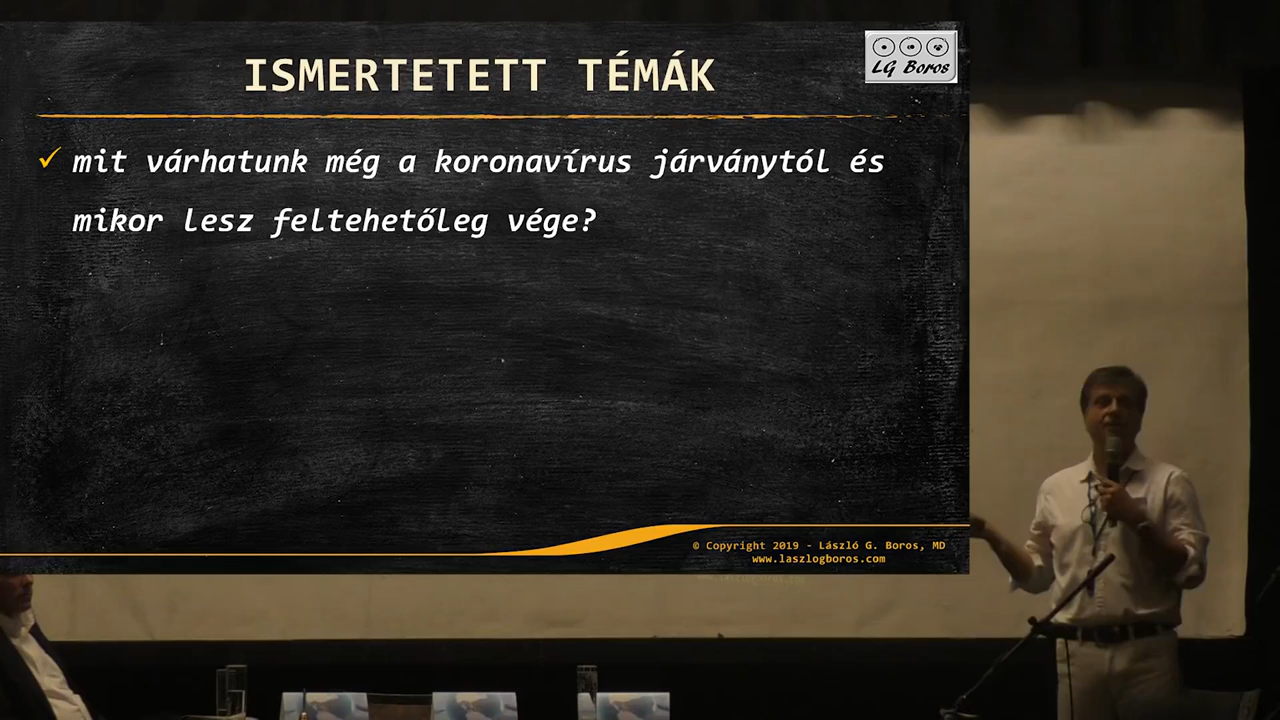 ISMERTETETT TÉMÁK
LG Boros
mit várhatunk még a koronavírus járványtól és
mikor lesz feltehetőleg vége?
© Copyright 2019 - László G. Boros, MD
www.laszlogboros.com